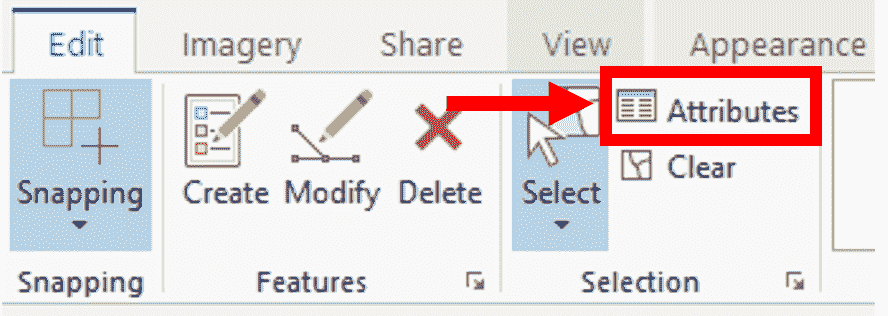 Edit Imagery Share View Appearance
Attributes
Clear
Snapping Create Modify Delete Select
Snapping Features Selection